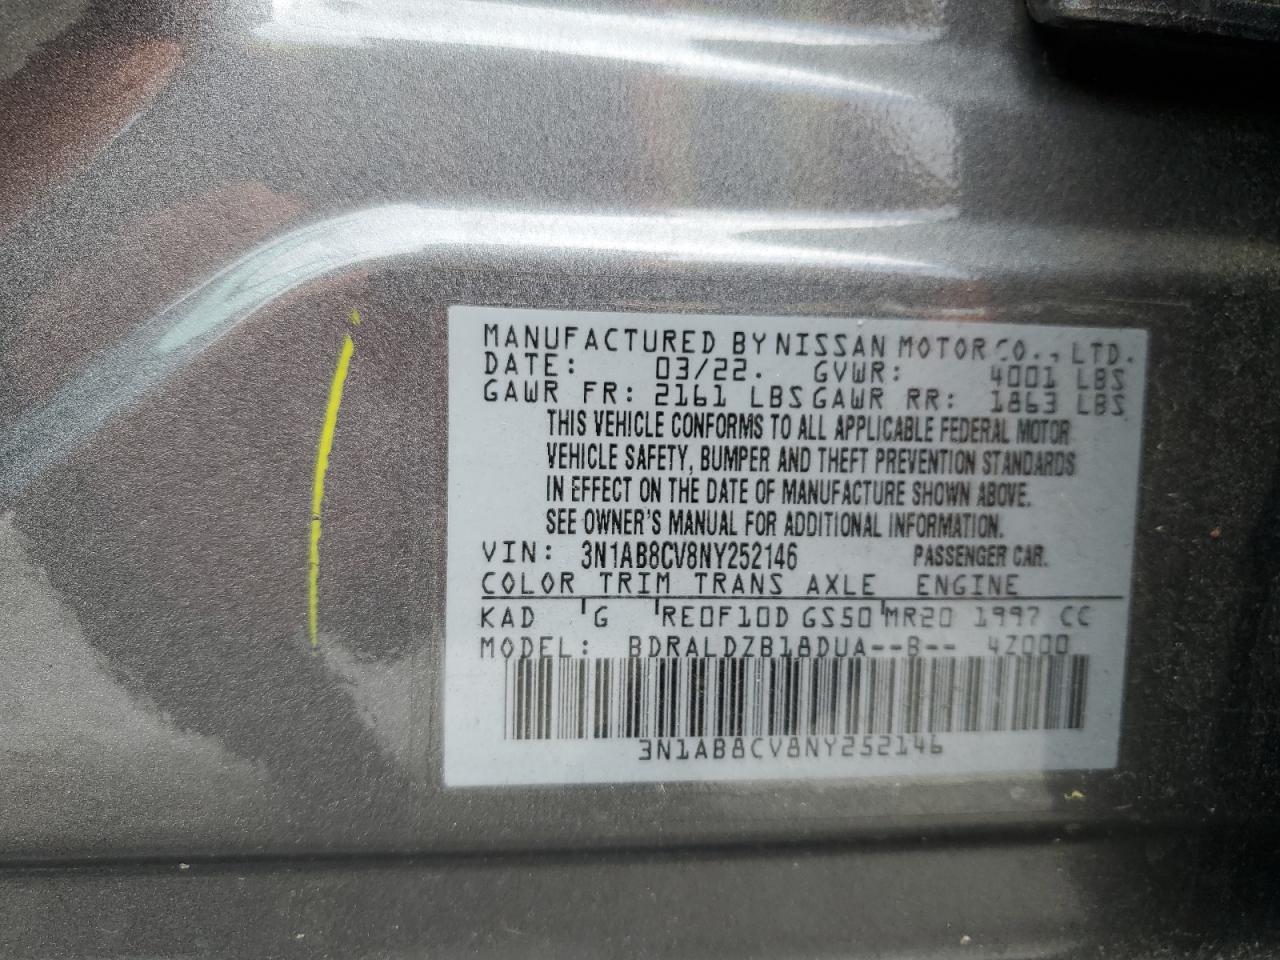 MANUFACTURED BY NISSAN MOTOR CO., LTD.
DATE: 03/22. GVWR: 4001 LBS
GAWR FR: 2161 LBS GAWR RR: 1863 LBS
THIS VEHICLE CONFORMS TO ALL APPLICABLE FEDERAL MOTOR
VEHICLE SAFETY, BUMPER AND THEFT PREVENTION STANDARDS
IN EFFECT ON THE DATE OF MANUFACTURE SHOWN ABOVE.
SEE OWNER'S MANUAL FOR ADDITIONAL INFORMATION.
VIN: 3N1AB8CV8NY252146 PASSENGER CAR.
COLOR TRIM TRANS AXLE ENGINE
KAD G RE0F10D GS50 MR20 1997 CC
MODEL: BDRALDZB18DUA--B-- 4Z000
3N1AB8CV8NY252146